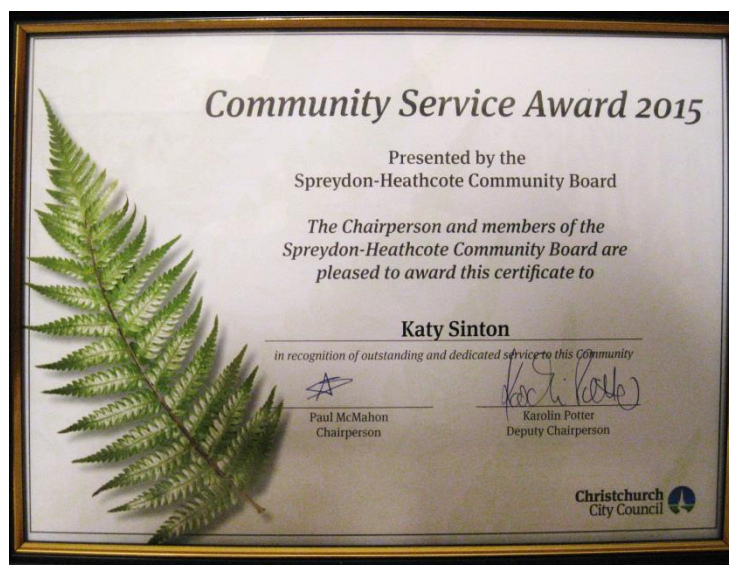 Community Service Award 2015
Presented by the
Spreydon-Heathcote Community Board
The Chairperson and members of the
Spreydon-Heathcote Community Board are
pleased to award this certificate to
Katy Sinton
in recognition of outstanding and dedicated service to this Community
Karolin Potter
Paul McMahon
Chairperson
Karolin Potter
Deputy Chairperson
Christchurch
City Council